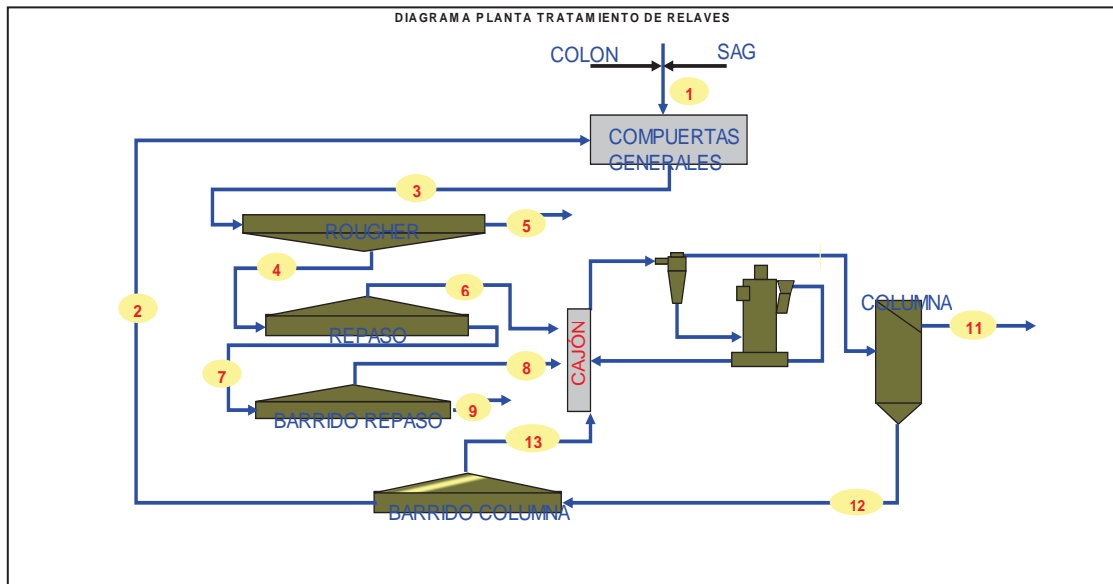 DIAGRAMA PLANTA TRATAMIENTO DE RELAVES
COLON
SAG
1
COMPUERTAS
GENERALES
3
ROUGHER
5
4
6
2
REPASO
COLUMNA
11
CAJÓN
7
8
BARRIDO REPASO
9
13
BARRIDO COLUMNA
12